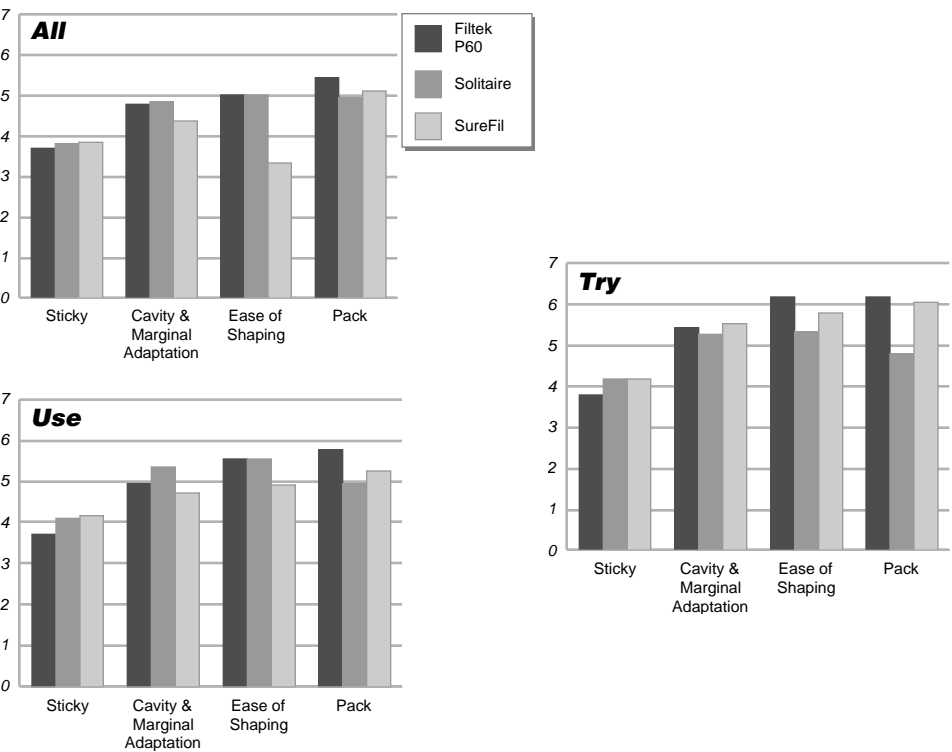 All
7
6
5
4
3
2
1
0
Sticky
Cavity &
Marginal
Adaptation
Ease of
Shaping
Pack
Filtek
P60
Solitaire
SureFil
Use
7
6
5
4
3
2
1
0
Sticky
Cavity &
Marginal
Adaptation
Ease of
Shaping
Pack
Try
7
6
5
4
3
2
1
0
Sticky
Cavity &
Marginal
Adaptation
Ease of
Shaping
Pack